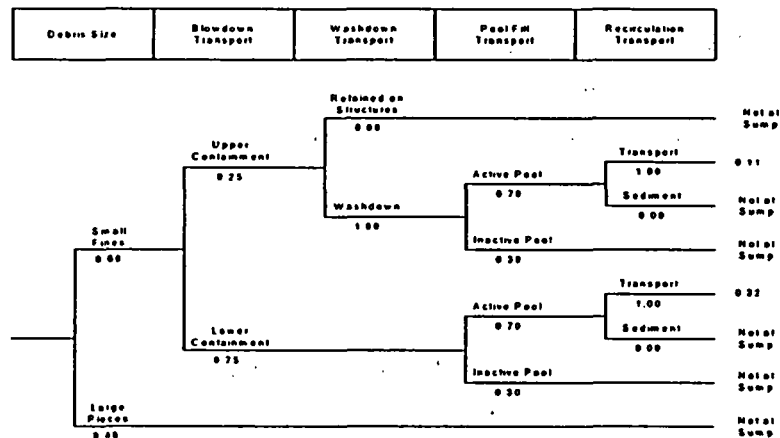 Debris Size
Blowdown
Transport
Washdown
Transport
Pool Fill
Transport
Recirculation
Transport
Retained on
Structures
0.00
Not at
Sump
Upper
Containment
0.25
Transport
1.00
0.11
Active Pool
0.70
Washdown
1.00
Sediment
0.00
Not at
Sump
Small
Fines
0.60
Inactive Pool
0.30
Not at
Sump
Transport
1.00
0.32
Active Pool
0.70
Lower
Containment
0.75
Sediment
0.00
Not at
Sump
Inactive Pool
0.30
Not at
Sump
Large
Pieces
0.40
Not at
Sump